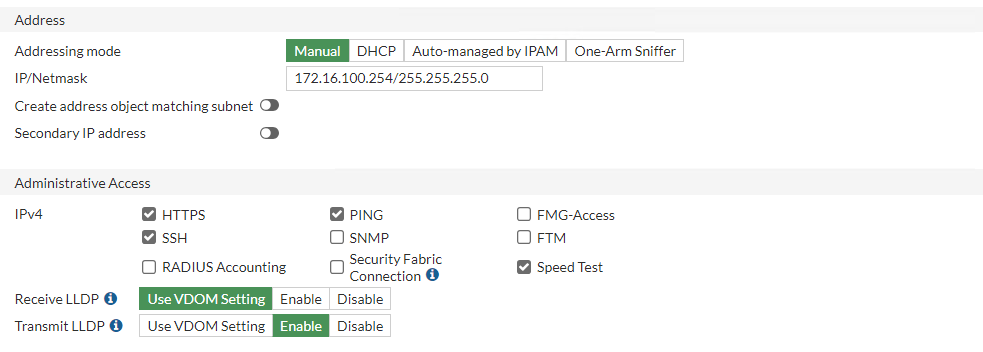 Address
Addressing mode Manual DHCP Auto-managed by IPAM One-Arm Sniffer
IP/Netmask 172.16.100.254/255.255.255.0
Create address object matching subnet
Secondary IP address
Administrative Access
IPv4 HTTPS PING FMG-Access
SSH SNMP FTM
RADIUS Accounting Security Fabric Connection Speed Test
Receive LLDP Use VDOM Setting Enable Disable
Transmit LLDP Use VDOM Setting Enable Disable